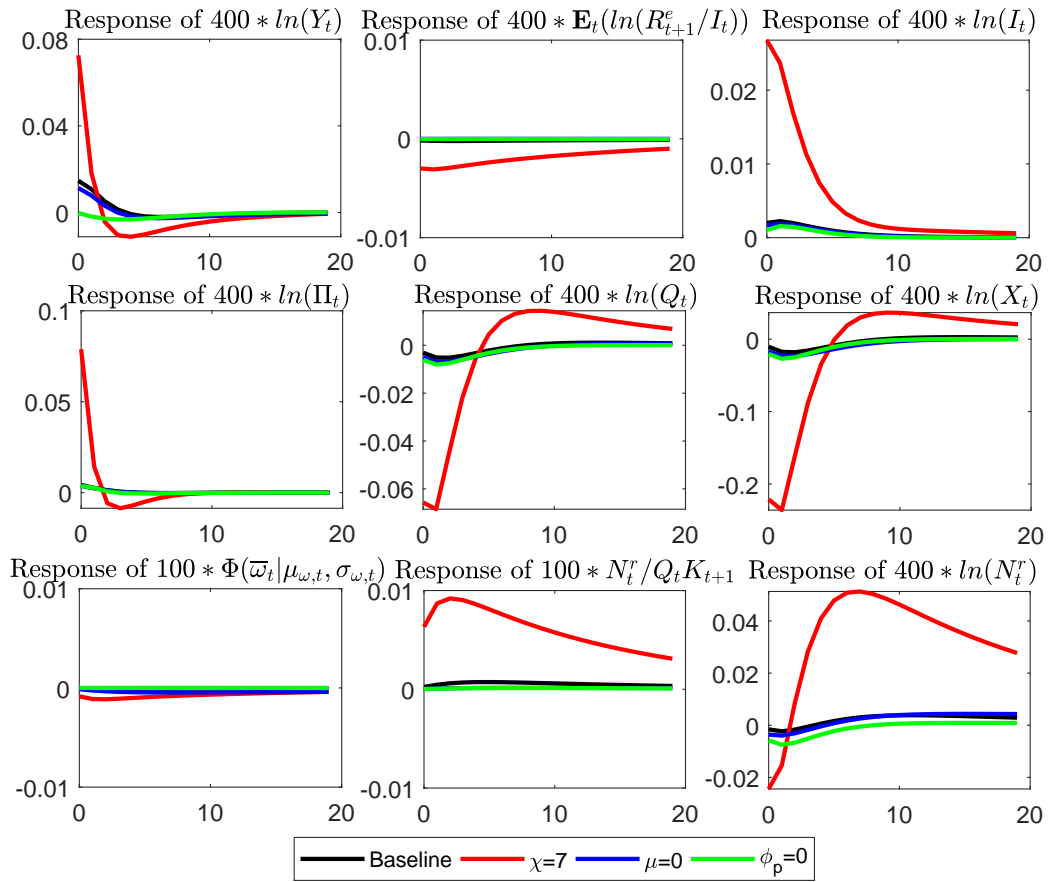 Response of 400 ∗ ln(Y_t)
Response of 400 ∗ E_t(ln(R^e_{t+1}/I_t))
Response of 400 ∗ ln(I_t)
0.08
0.04
0
0 10 20
0.01
0
-0.01
0 10 20
0.02
0.01
0
0 10 20
Response of 400 ∗ ln(Π_t)
Response of 400 ∗ ln(Q_t)
Response of 400 ∗ ln(X_t)
0.1
0.05
0
0 10 20
0
-0.02
-0.04
-0.06
0 10 20
0
-0.1
-0.2
0 10 20
Response of 100 ∗ Φ(ω̅_t|μ_{ω,t}, σ_{ω,t})
Response of 100 ∗ N^r_t/Q_tK_{t+1}
Response of 400 ∗ ln(N^r_t)
0.01
0
-0.01
0 10 20
0.01
0
-0.01
0 10 20
0.04
0.02
0
-0.02
0 10 20
Baseline χ=7 μ=0 ϕ_p=0